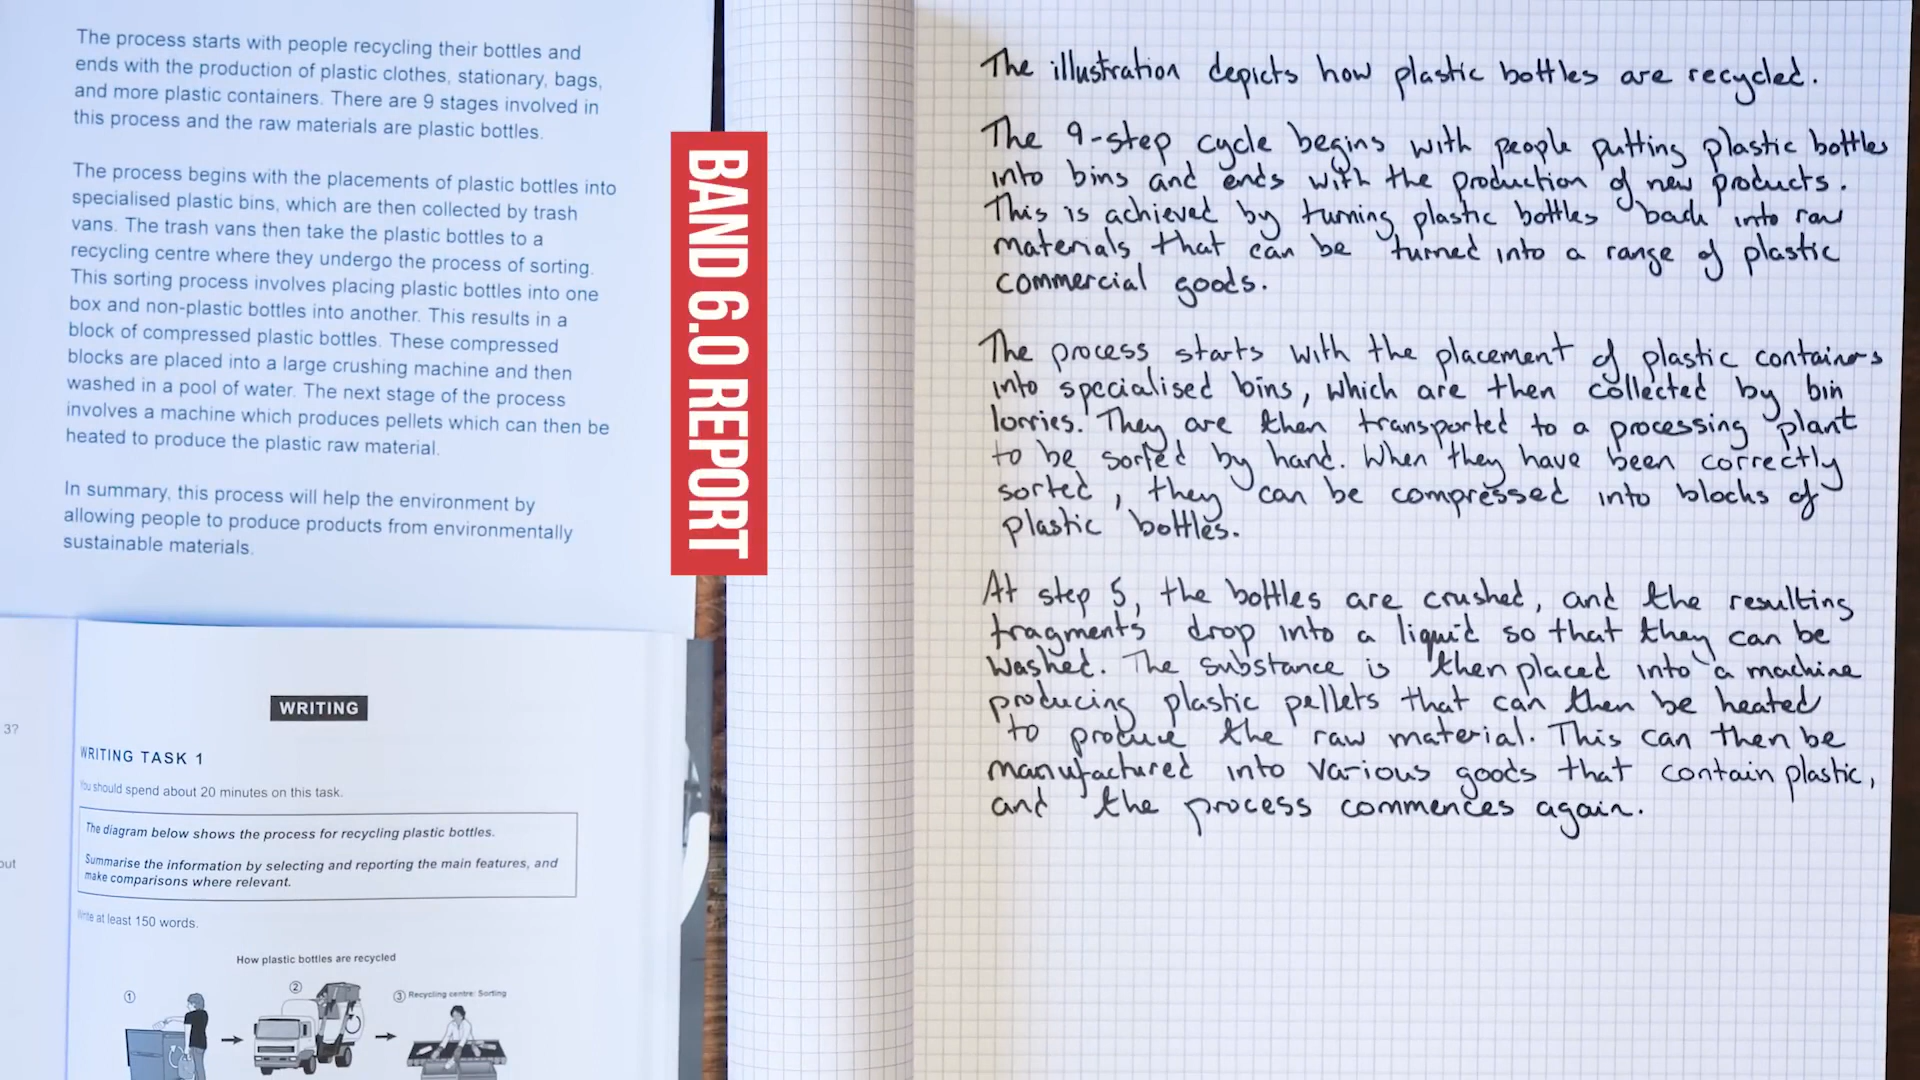 The process starts with people recycling their bottles and
ends with the production of plastic clothes, stationary, bags,
and more plastic containers. There are 9 stages involved in
this process and the raw materials are plastic bottles.
The process begins with the placements of plastic bottles into
specialised plastic bins, which are then collected by trash
vans. The trash vans then take the plastic bottles to a
recycling centre where they undergo the process of sorting.
This sorting process involves placing plastic bottles into one
box and non-plastic bottles into another. This results in a
block of compressed plastic bottles. These compressed
blocks are placed into a large crushing machine and then
washed in a pool of water. The next stage of the process
involves a machine which produces pellets which can then be
heated to produce the plastic raw material.
In summary, this process will help the environment by
allowing people to produce products from environmentally
sustainable materials.
BAND 6.0 REPORT
3?
out
WRITING
WRITING TASK 1
You should spend about 20 minutes on this task.
The diagram below shows the process for recycling plastic bottles.
Summarise the information by selecting and reporting the main features, and
make comparisons where relevant.
Write at least 150 words.
How plastic bottles are recycled
1
2
3 Recycling centre: Sorting
The illustration depicts how plastic bottles are recycled.
The 9-step cycle begins with people putting plastic bottles
into bins and ends with the production of new products.
This is achieved by turning plastic bottles back into raw
materials that can be turned into a range of plastic
commercial goods.
The process starts with the placement of plastic containers
into specialised bins, which are then collected by bin
lorries. They are then transported to a processing plant
to be sorted by hand. When they have been correctly
sorted, they can be compressed into blocks of
plastic bottles.
At step 5, the bottles are crushed, and the resulting
fragments drop into a liquid so that they can be
washed. The substance is then placed into a machine
producing plastic pellets that can then be heated
to produce the raw material. This can then be
manufactured into various goods that contain plastic,
and the process commences again.